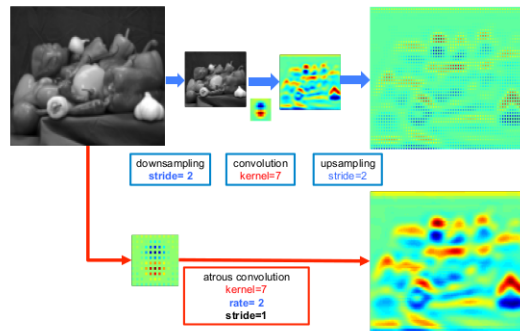 downsampling
stride= 2
convolution
kernel=7
upsampling
stride=2
atrous convolution
kernel=7
rate= 2
stride=1